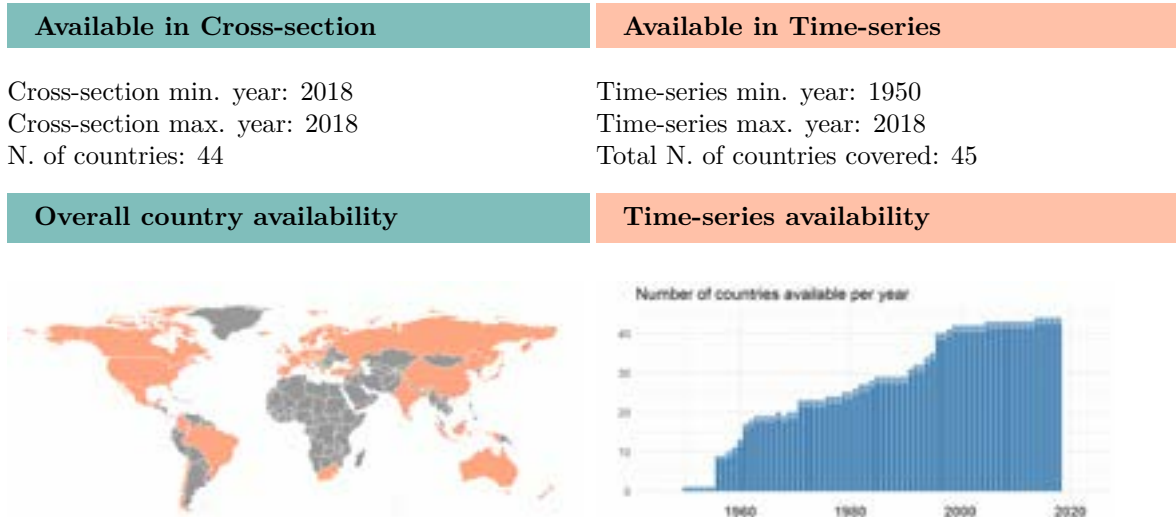 Available in Cross-section
Available in Time-series
Cross-section min. year: 2018
Cross-section max. year: 2018
N. of countries: 44
Time-series min. year: 1950
Time-series max. year: 2018
Total N. of countries covered: 45
Overall country availability
Time-series availability
Number of countries available per year
40
30
20
10
0
1960 1980 2000 2020